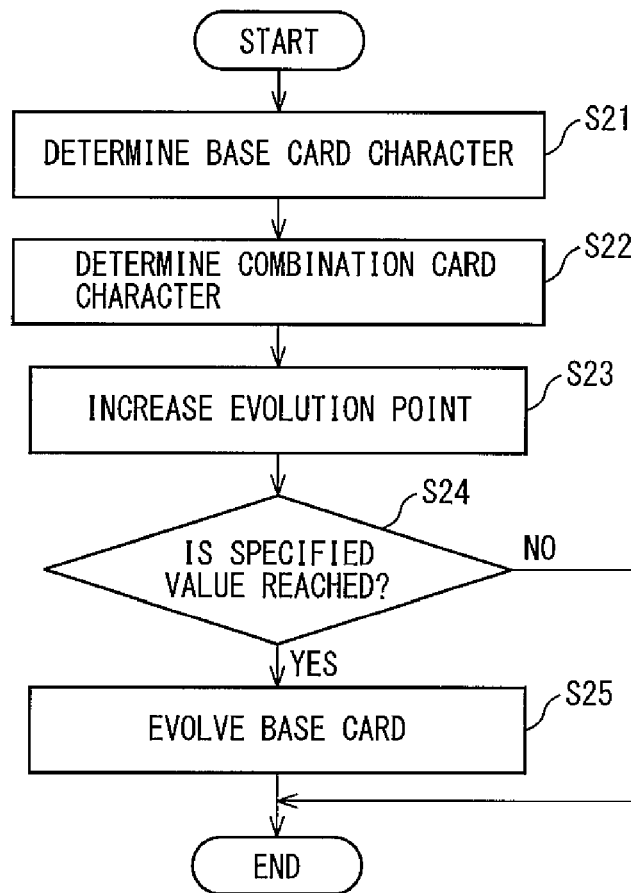 START
S21
DETERMINE BASE CARD CHARACTER
S22
DETERMINE COMBINATION CARD
CHARACTER
S23
INCREASE EVOLUTION POINT
S24
IS SPECIFIED
VALUE REACHED?
NO
YES
S25
EVOLVE BASE CARD
END